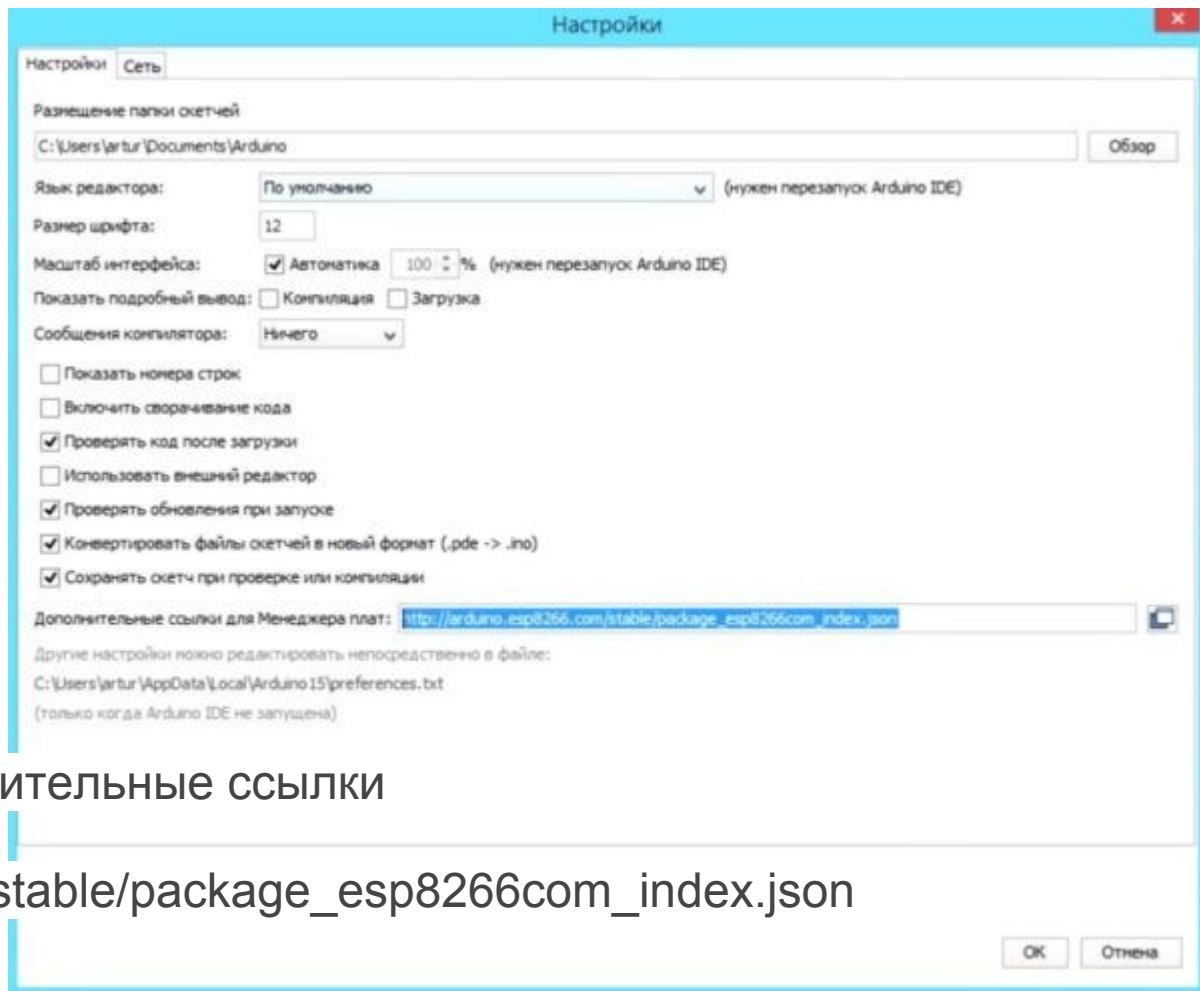 Настройки
Настройки Сеть
Размещение папки скетчей
C:\Users\artur\Documents\Arduino Обзор
Язык редактора: По умолчанию (нужен перезапуск Arduino IDE)
Размер шрифта: 12
Масштаб интерфейса: Автоматика 100 % (нужен перезапуск Arduino IDE)
Показать подробный вывод: Компиляция Загрузка
Сообщения компилятора: Ничего
Показать номера строк
Включить сворачивание кода
Проверять код после загрузки
Использовать внешний редактор
Проверять обновления при запуске
Конвертировать файлы скетчей в новый формат (.pde -> .ino)
Сохранять скетч при проверке или компиляции
Дополнительные ссылки для Менеджера плат: http://arduino.esp8266.com/stable/package_esp8266com_index.json
Другие настройки можно редактировать непосредственно в файле:
C:\Users\artur\AppData\Local\Arduino15\preferences.txt
(только когда Arduino IDE не запущена)
ительные ссылки
stable/package_esp8266com_index.json
OK Отмена